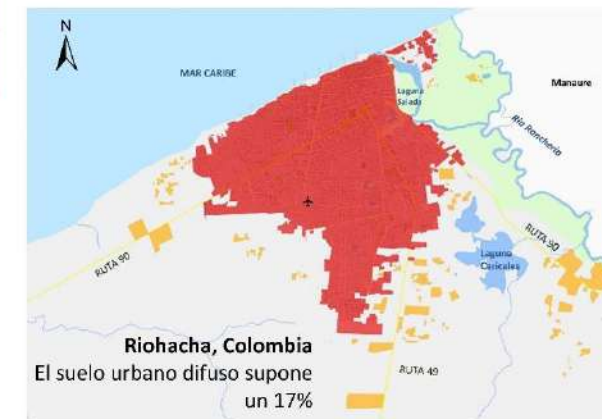 N
MAR CARIBE
Manaure
Laguna
Salada
Río Ranchería
RUTA 90
RUTA 90
Laguna
Caricales
Riohacha, Colombia
El suelo urbano difuso supone
un 17%
RUTA 49